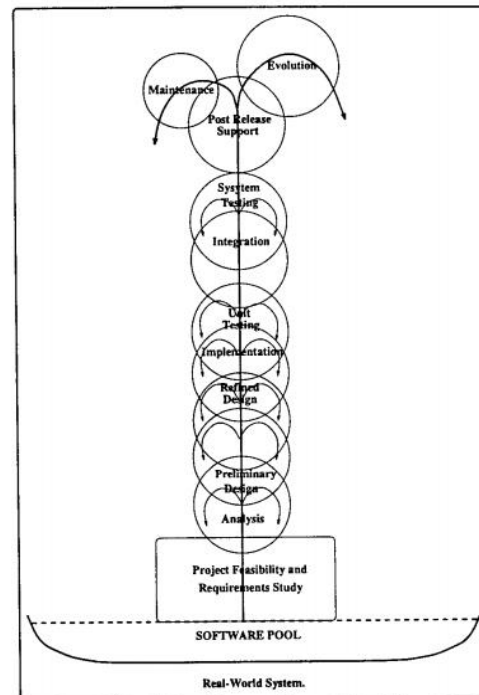 Evolution
Maintenance
Post Release
Support
Sysytem
Testing
Integration
Unit
Testing
Implementation
Refined
Design
Preliminary
Design
Analysis
Project Feasibility and
Requirements Study
SOFTWARE POOL
Real-World System.